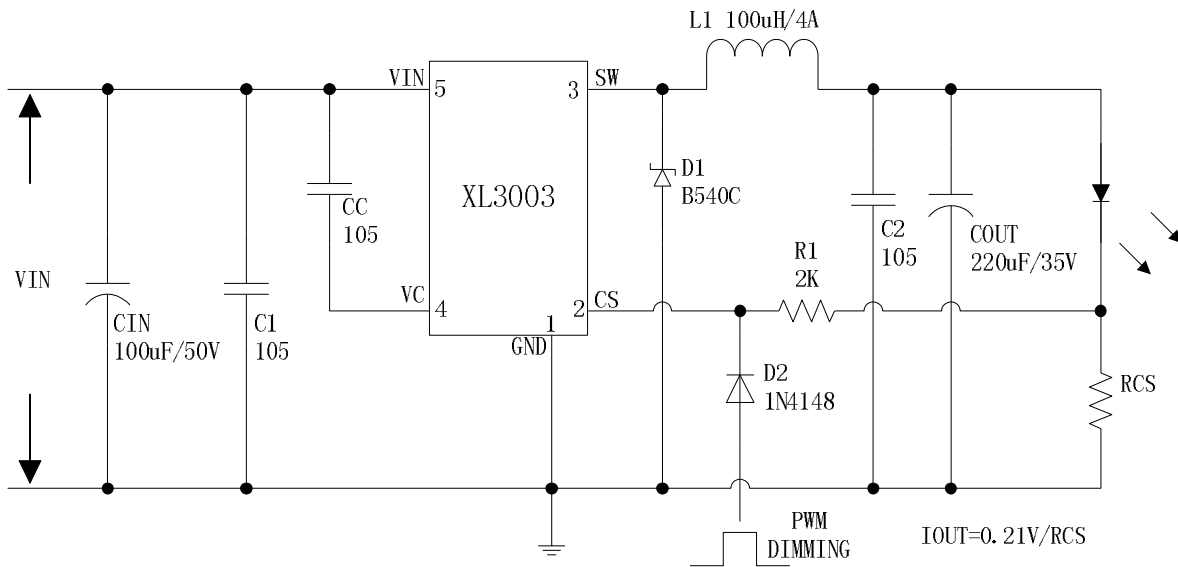 L1 100uH/4A
VIN
5
3
SW
XL3003
D1
B540C
CC
105
C2
105
COUT
220uF/35V
R1
2K
VIN
VC
4
2
CS
1
GND
CIN
100uF/50V
C1
105
D2
1N4148
RCS
PWM
DIMMING
IOUT=0.21V/RCS